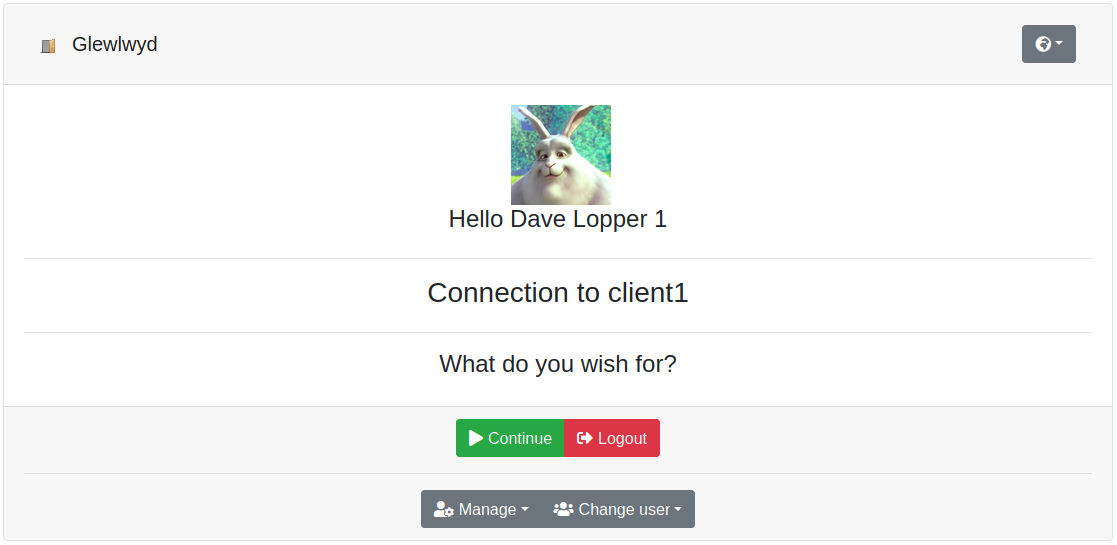 Glewlwyd
Hello Dave Lopper 1
Connection to client1
What do you wish for?
Continue Logout
Manage Change user